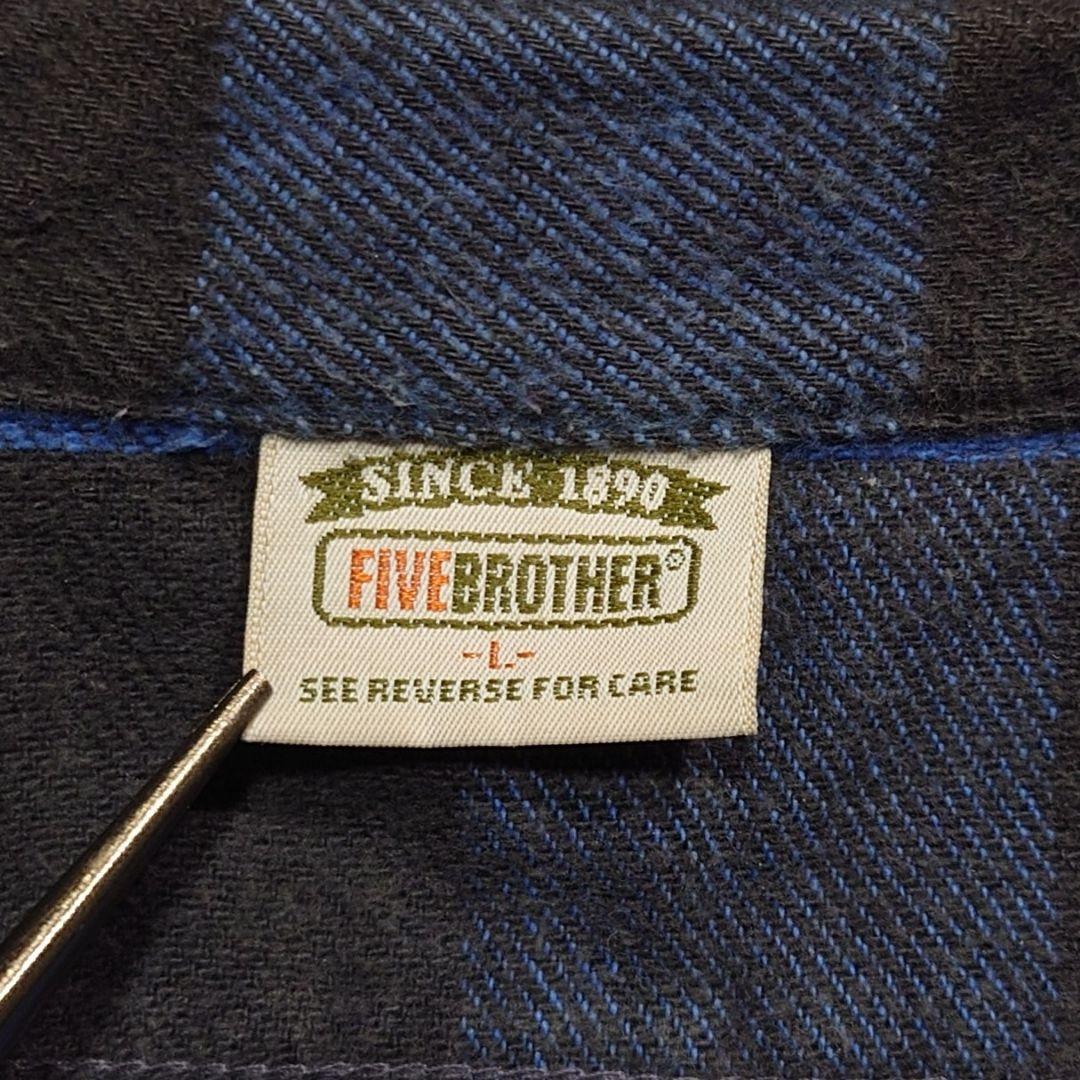 SINCE 1890
FIVEBROTHER®
-L-
SEE REVERSE FOR CARE